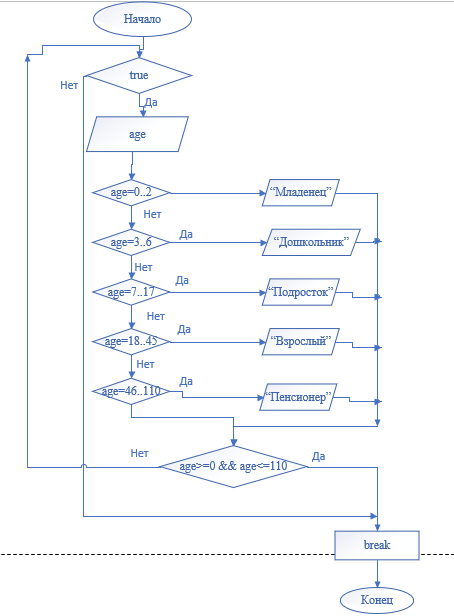 Начало
true
Нет
Да
age
age=0..2
“Младенец”
Нет
age=3..6
Да
“Дошкольник”
Нет
age=7..17
Да
“Подросток”
Нет
age=18..45
Да
“Взрослый”
Нет
age=46..110
Да
“Пенсионер”
Нет
age>=0 && age<=110
Да
break
Конец